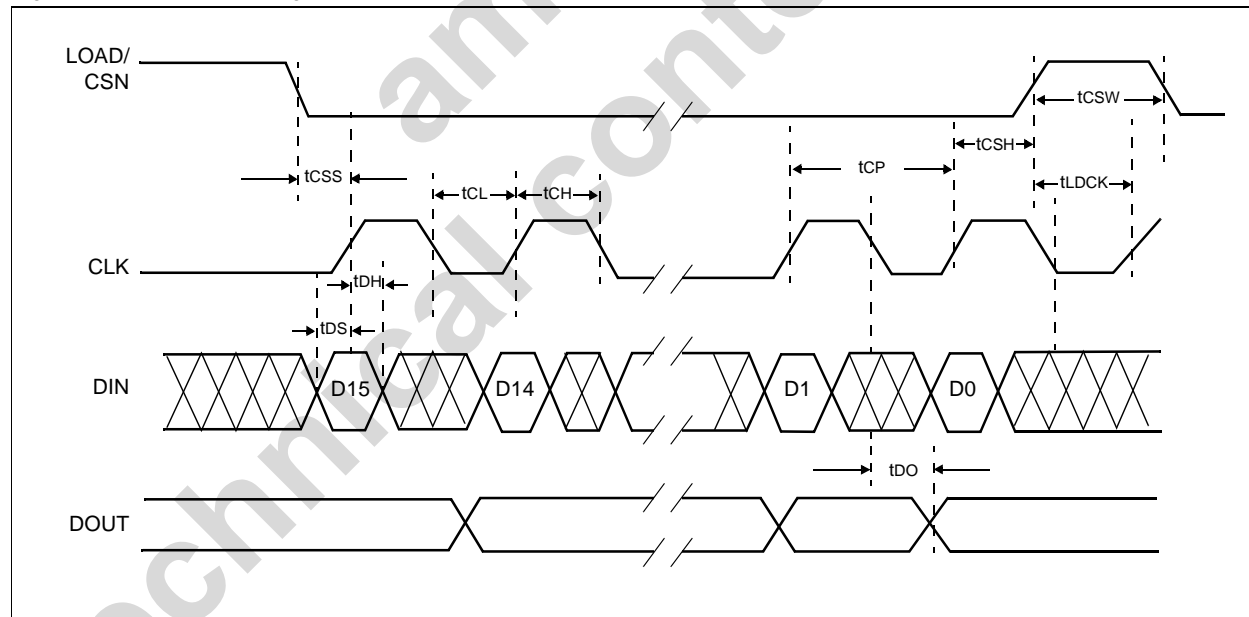 LOAD/
CSN
tCSW
tCSH
tCP
tCSS
tCL
tCH
tLDCK
CLK
tDH
tDS
DIN
D15
D14
D1
D0
tDO
DOUT